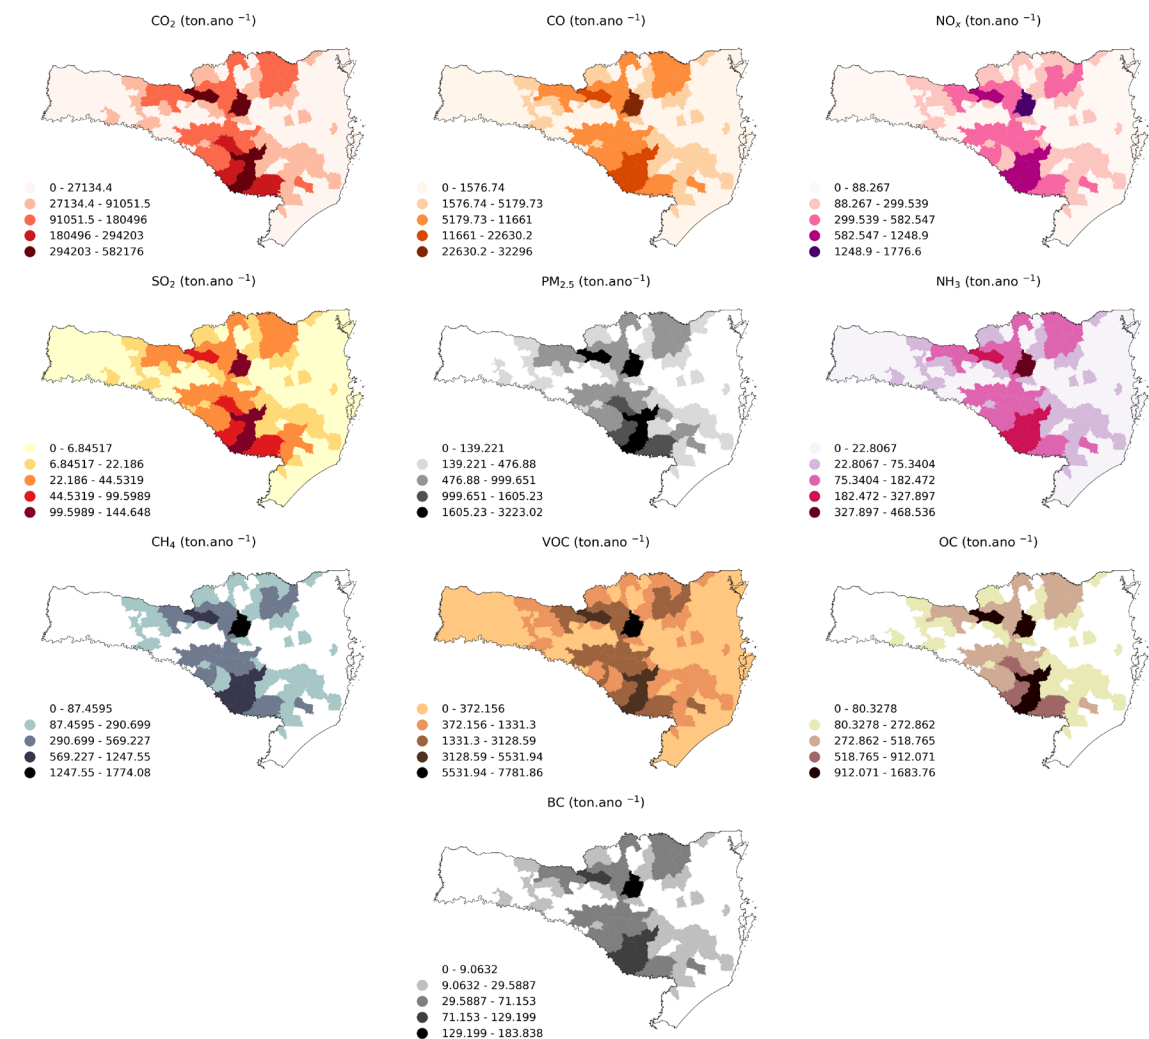 CO₂ (ton.ano ⁻¹)
0 - 27134.4
27134.4 - 91051.5
91051.5 - 180496
180496 - 294203
294203 - 582176
CO (ton.ano ⁻¹)
0 - 1576.74
1576.74 - 5179.73
5179.73 - 11661
11661 - 22630.2
22630.2 - 32296
NOₓ (ton.ano ⁻¹)
0 - 88.267
88.267 - 299.539
299.539 - 582.547
582.547 - 1248.9
1248.9 - 1776.6
SO₂ (ton.ano ⁻¹)
0 - 6.84517
6.84517 - 22.186
22.186 - 44.5319
44.5319 - 99.5989
99.5989 - 144.648
PM₂.₅ (ton.ano⁻¹)
0 - 139.221
139.221 - 476.88
476.88 - 999.651
999.651 - 1605.23
1605.23 - 3223.02
NH₃ (ton.ano ⁻¹)
0 - 22.8067
22.8067 - 75.3404
75.3404 - 182.472
182.472 - 327.897
327.897 - 468.536
CH₄ (ton.ano ⁻¹)
0 - 87.4595
87.4595 - 290.699
290.699 - 569.227
569.227 - 1247.55
1247.55 - 1774.08
VOC (ton.ano ⁻¹)
0 - 372.156
372.156 - 1331.3
1331.3 - 3128.59
3128.59 - 5531.94
5531.94 - 7781.86
OC (ton.ano ⁻¹)
0 - 80.3278
80.3278 - 272.862
272.862 - 518.765
518.765 - 912.071
912.071 - 1683.76
BC (ton.ano ⁻¹)
0 - 9.0632
9.0632 - 29.5887
29.5887 - 71.153
71.153 - 129.199
129.199 - 183.838